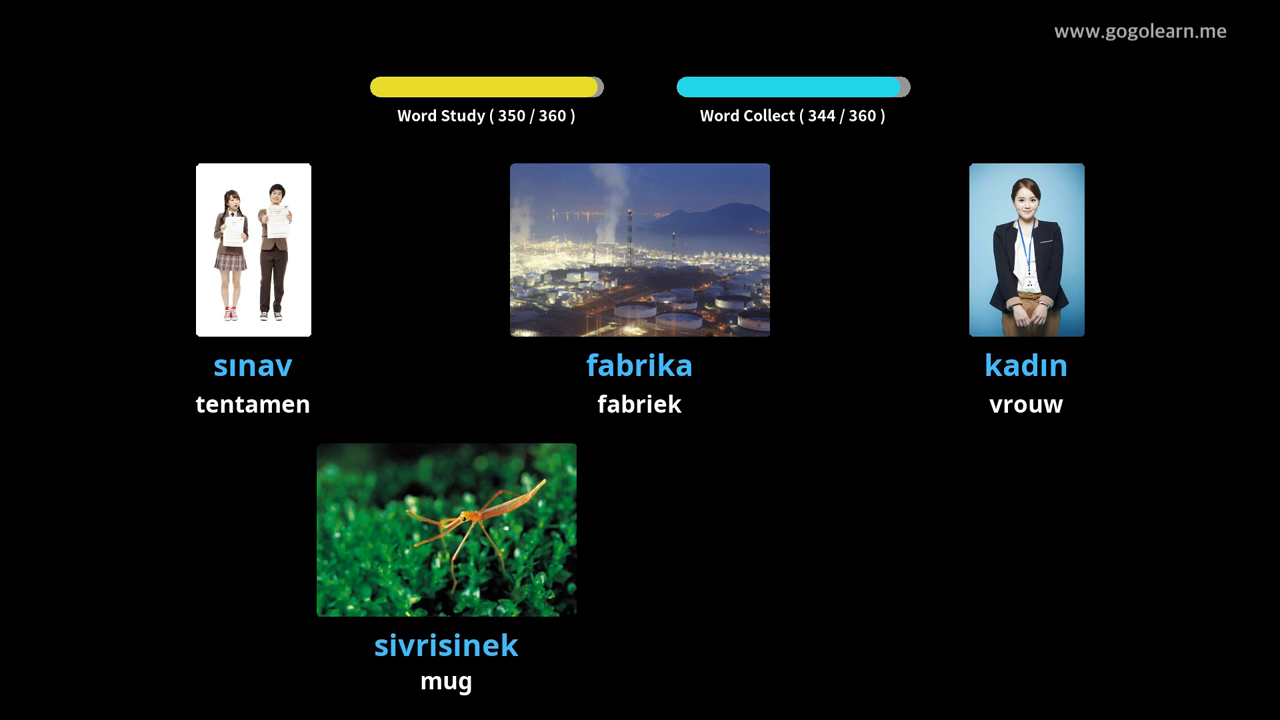 www.gogolearn.me
Word Study ( 350 / 360 )
Word Collect ( 344 / 360 )
sınav
fabrika
kadın
tentamen
fabriek
vrouw
sivrisinek
mug